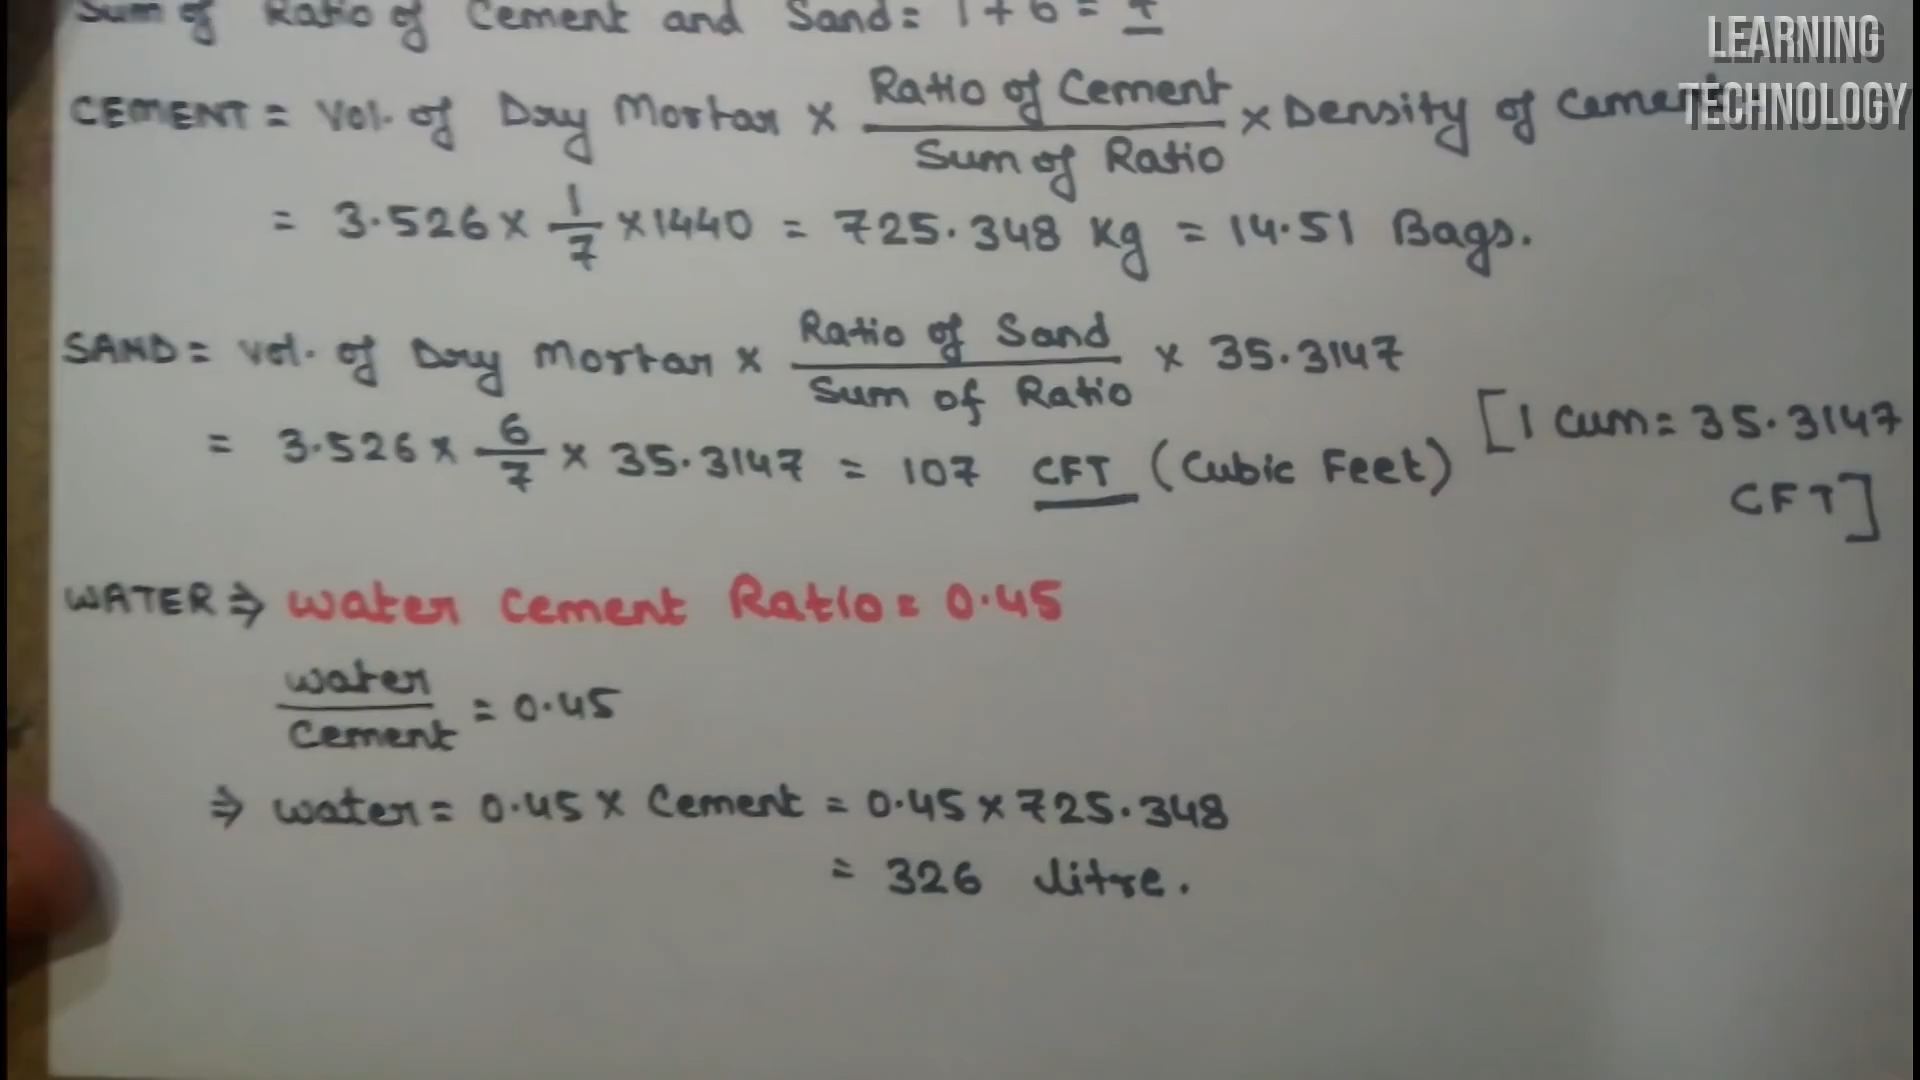 Sum of Ratio of Cement and Sand = 1 + 6 = 7
LEARNING
TECHNOLOGY
CEMENT = Vol. of Dry Mortar × Ratio of Cement / Sum of Ratio × Density of Cement
= 3.526 × 1/7 × 1440 = 725.348 Kg = 14.51 Bags.
SAND = Vol. of Dry Mortar × Ratio of Sand / Sum of Ratio × 35.3147
= 3.526 × 6/7 × 35.3147 = 107 CFT (Cubic Feet) [1 Cum = 35.3147
CFT]
WATER ⇒ Water Cement Ratio = 0.45
Water / Cement = 0.45
⇒ Water = 0.45 × Cement = 0.45 × 725.348
= 326 litre.